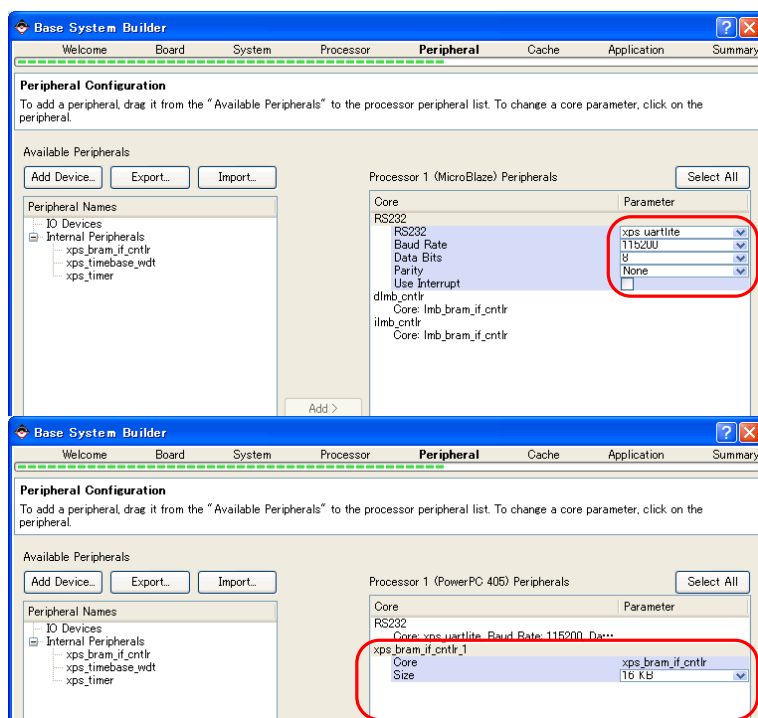 Base System Builder
Welcome Board System Processor Peripheral Cache Application Summary
Peripheral Configuration
To add a peripheral, drag it from the "Available Peripherals" to the processor peripheral list. To change a core parameter, click on the
peripheral.
Available Peripherals
Add Device... Export... Import... Processor 1 (MicroBlaze) Peripherals Select All
Peripheral Names
IO Devices
Internal Peripherals
xps_bram_if_cntlr
xps_timebase_wdt
xps_timer
Core Parameter
RS232
RS232 xps_uartlite
Baud Rate 115200
Data Bits 8
Parity None
Use Interrupt
dlmb_cntlr
Core: lmb_bram_if_cntlr
ilmb_cntlr
Core: lmb_bram_if_cntlr
Add >
Base System Builder
Welcome Board System Processor Peripheral Cache Application Summary
Peripheral Configuration
To add a peripheral, drag it from the "Available Peripherals" to the processor peripheral list. To change a core parameter, click on the
peripheral.
Available Peripherals
Add Device... Export... Import... Processor 1 (PowerPC 405) Peripherals Select All
Peripheral Names
IO Devices
Internal Peripherals
xps_bram_if_cntlr
xps_timebase_wdt
xps_timer
Core Parameter
RS232
Core: xps_uartlite, Baud Rate: 115200, Da...
xps_bram_if_cntlr_1
Core xps_bram_if_cntlr
Size 16 KB